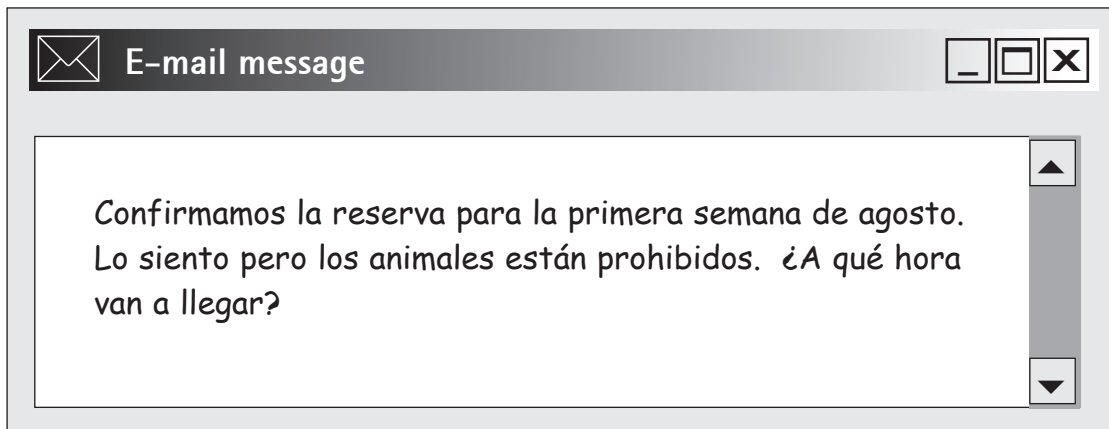 E-mail message
Confirmamos la reserva para la primera semana de agosto.
Lo siento pero los animales están prohibidos. ¿A qué hora
van a llegar?